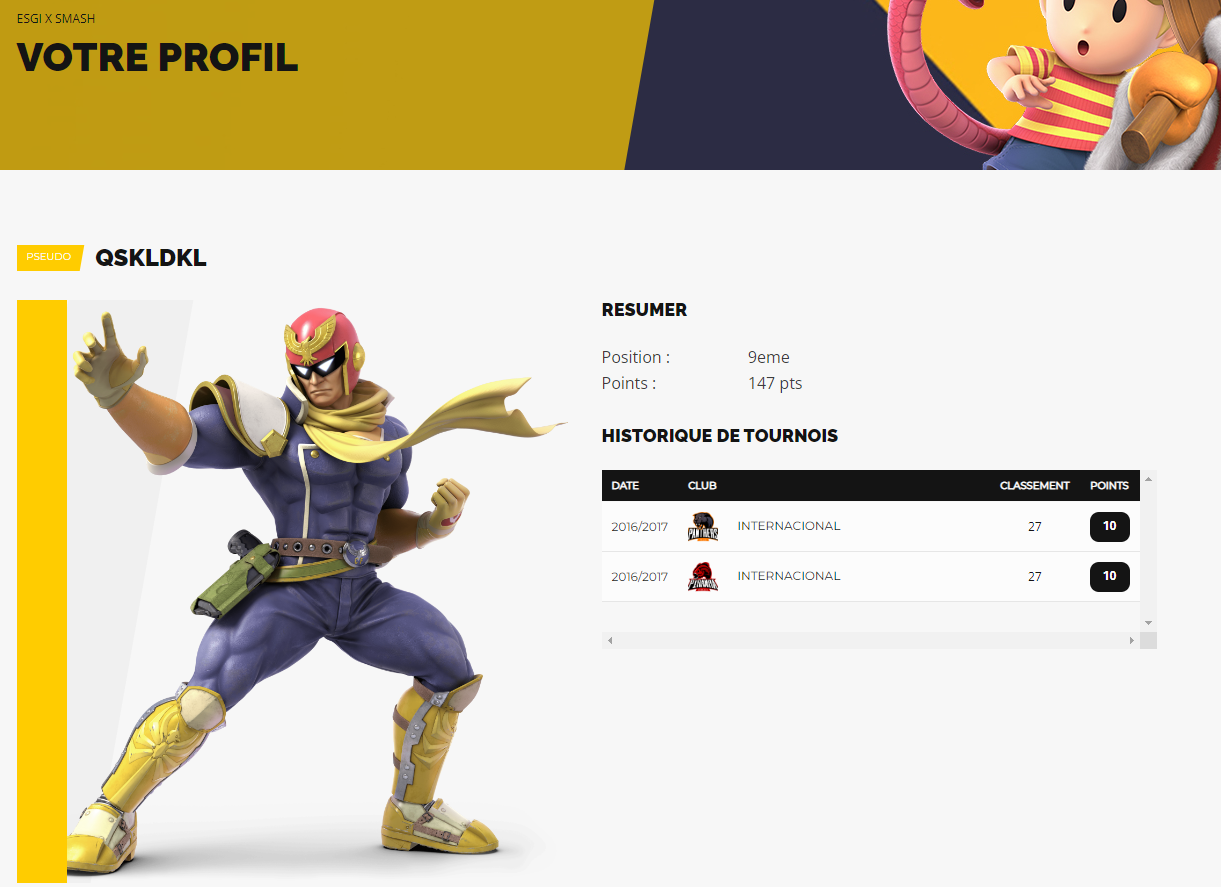 ESGI X SMASH
VOTRE PROFIL
PSEUDO QSKLDKL
RESUMER
Position : 9eme
Points : 147 pts
HISTORIQUE DE TOURNOIS
DATE CLUB CLASSEMENT POINTS
2016/2017 PANTHERS INTERNACIONAL 27 10
2016/2017 INTERNACIONAL 27 10